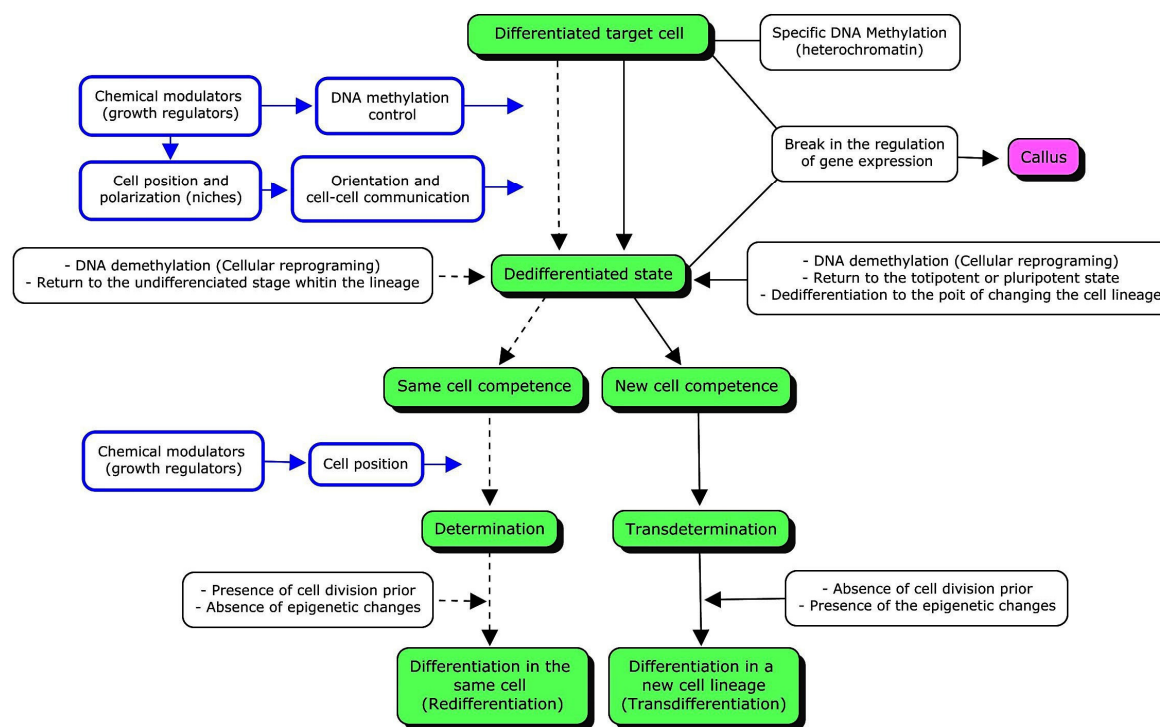 Differentiated target cell
Specific DNA Methylation
(heterochromatin)
Chemical modulators
(growth regulators)
DNA methylation
control
Break in the regulation
of gene expression
Callus
Cell position and
polarization (niches)
Orientation and
cell-cell communication
- DNA demethylation (Cellular reprograming)
- Return to the undifferenciated stage whitin the lineage
Dedifferentiated state
- DNA demethylation (Cellular reprograming)
- Return to the totipotent or pluripotent state
- Dedifferentiation to the poit of changing the cell lineage
Same cell competence
New cell competence
Chemical modulators
(growth regulators)
Cell position
Determination
Transdetermination
- Presence of cell division prior
- Absence of epigenetic changes
- Absence of cell division prior
- Presence of the epigenetic changes
Differentiation in the
same cell
(Redifferentiation)
Differentiation in a
new cell lineage
(Transdifferentiation)